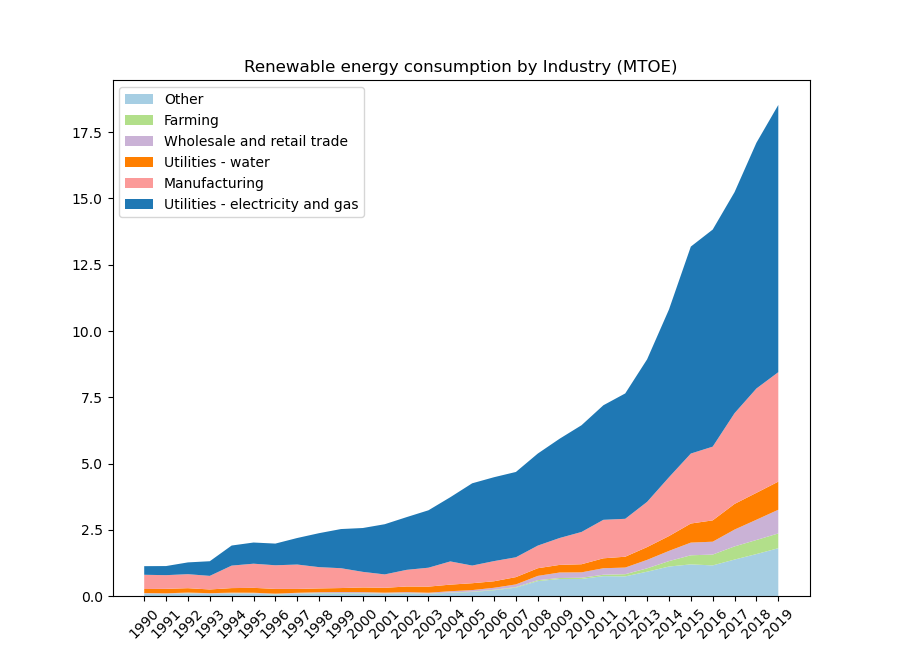 Renewable energy consumption by Industry (MTOE)
Other
Farming
Wholesale and retail trade
Utilities - water
Manufacturing
Utilities - electricity and gas
17.5
15.0
12.5
10.0
7.5
5.0
2.5
0.0
1990 1991 1992 1993 1994 1995 1996 1997 1998 1999 2000 2001 2002 2003 2004 2005 2006 2007 2008 2009 2010 2011 2012 2013 2014 2015 2016 2017 2018 2019